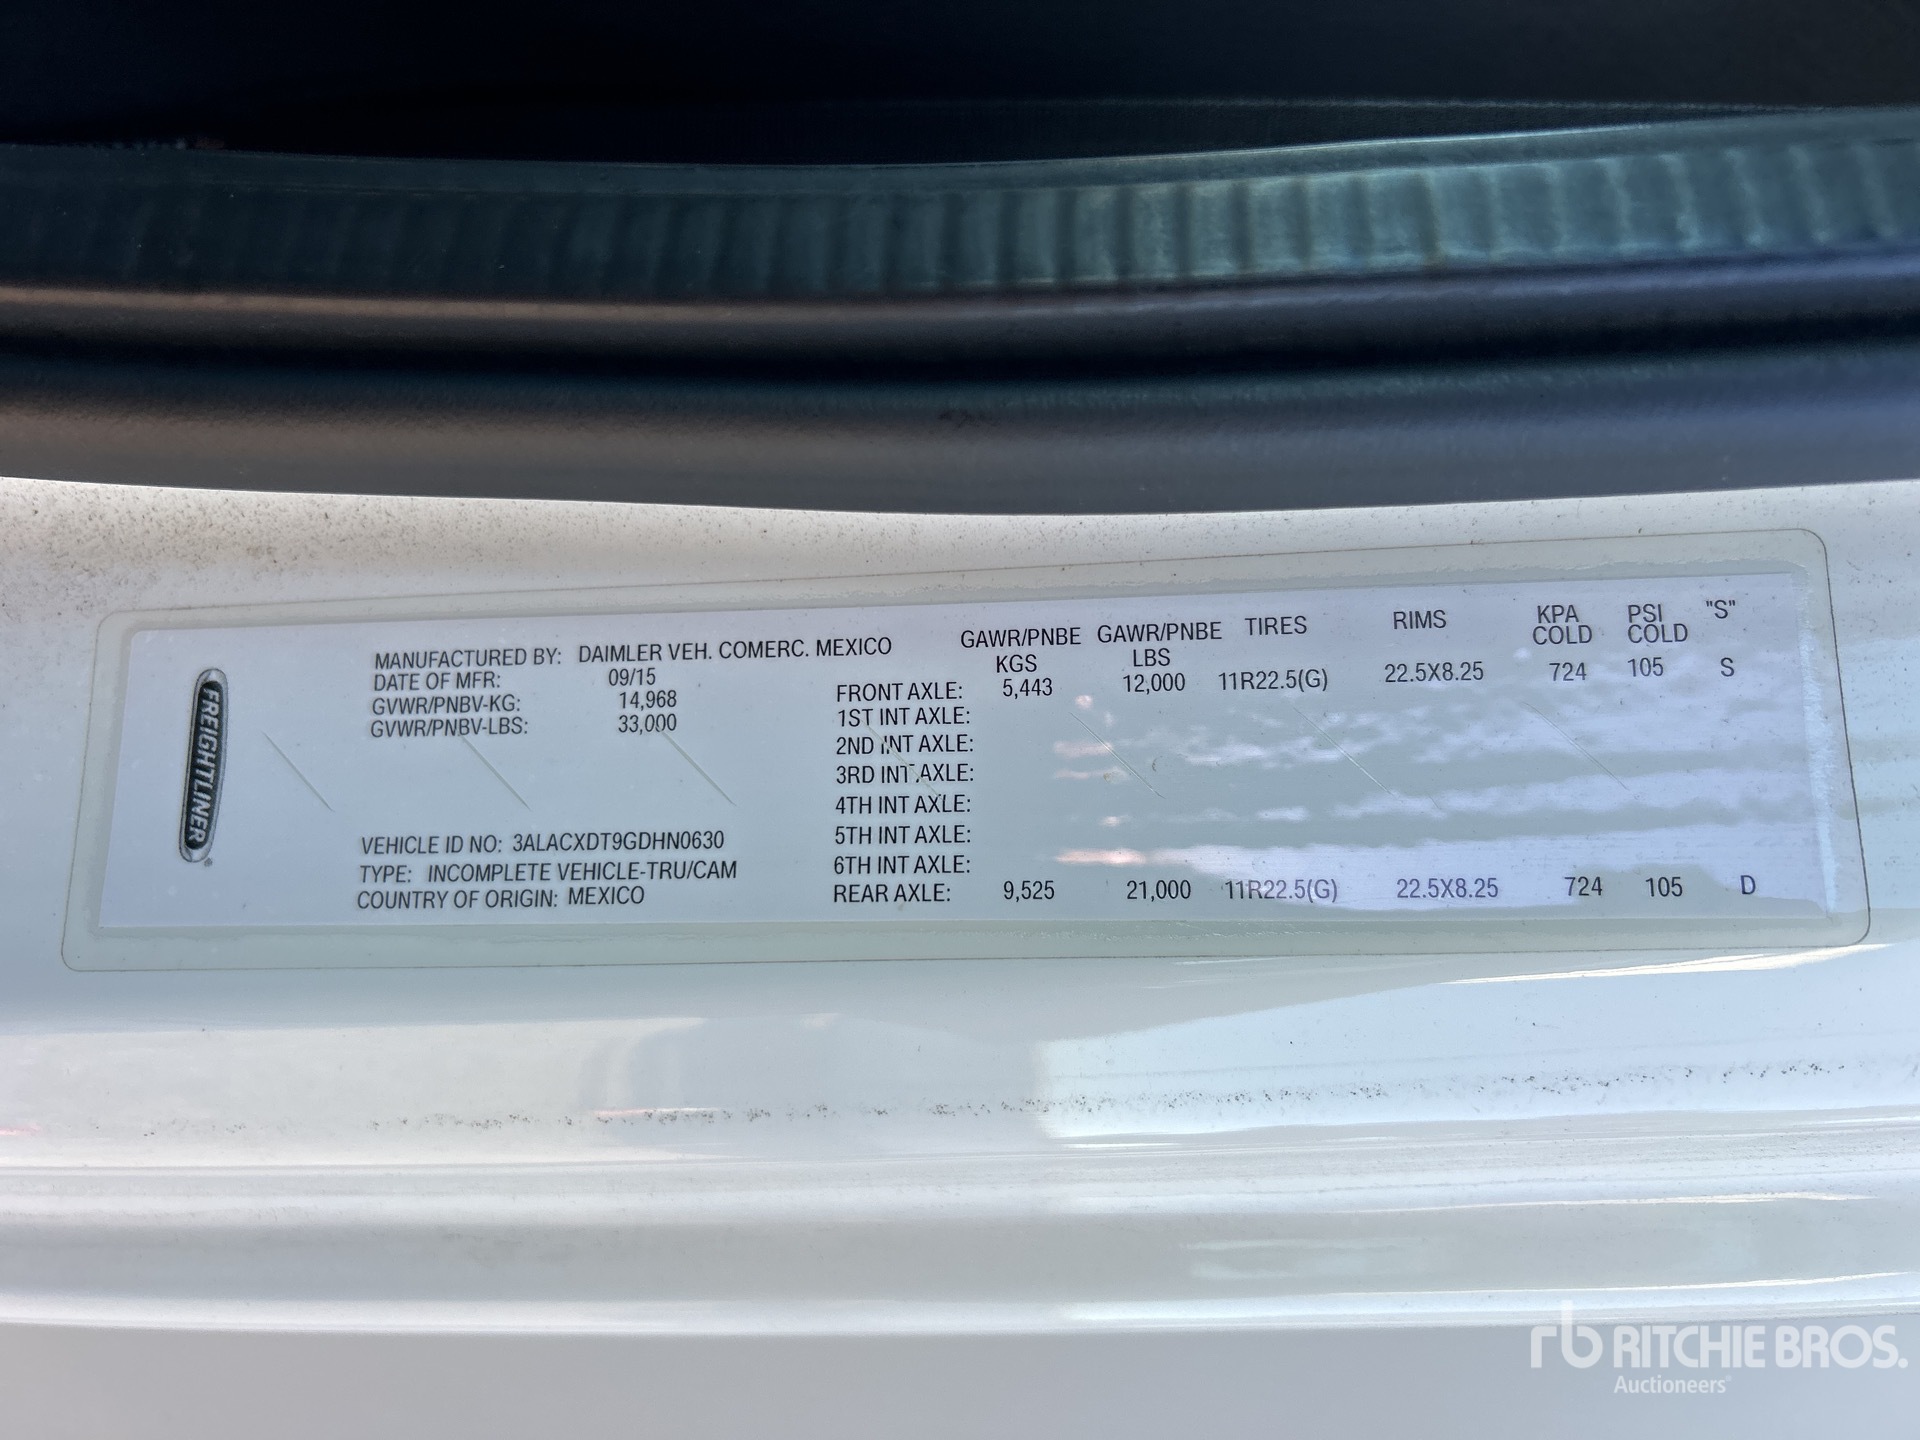 FREIGHTLINER®
MANUFACTURED BY: DAIMLER VEH. COMERC. MEXICO
DATE OF MFR: 09/15
GVWR/PNBV-KG: 14,968
GVWR/PNBV-LBS: 33,000
VEHICLE ID NO: 3ALACXDT9GDHN0630
TYPE: INCOMPLETE VEHICLE-TRU/CAM
COUNTRY OF ORIGIN: MEXICO
GAWR/PNBE KGS GAWR/PNBE LBS TIRES RIMS KPA COLD PSI COLD "S"
FRONT AXLE: 5,443 12,000 11R22.5(G) 22.5X8.25 724 105 S
1ST INT AXLE:
2ND INT AXLE:
3RD INT AXLE:
4TH INT AXLE:
5TH INT AXLE:
6TH INT AXLE:
REAR AXLE: 9,525 21,000 11R22.5(G) 22.5X8.25 724 105 D
rb RITCHIE BROS.
Auctioneers